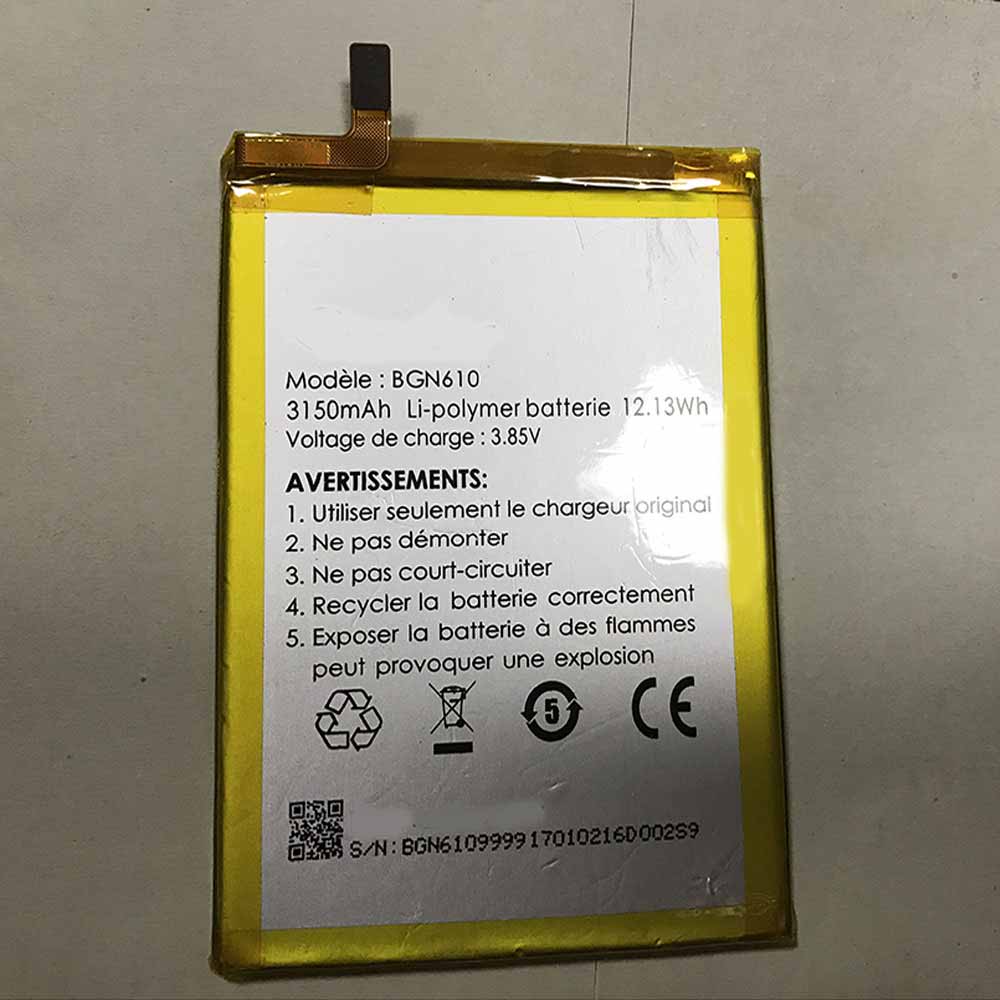 Modèle : BGN610
3150mAh Li-polymer batterie 12.13Wh
Voltage de charge : 3.85V
AVERTISSEMENTS:
1. Utiliser seulement le chargeur original
2. Ne pas démonter
3. Ne pas court-circuiter
4. Recycler la batterie correctement
5. Exposer la batterie à des flammes
peut provoquer une explosion
5
CE
S/N: BGN610999917010216D002S9